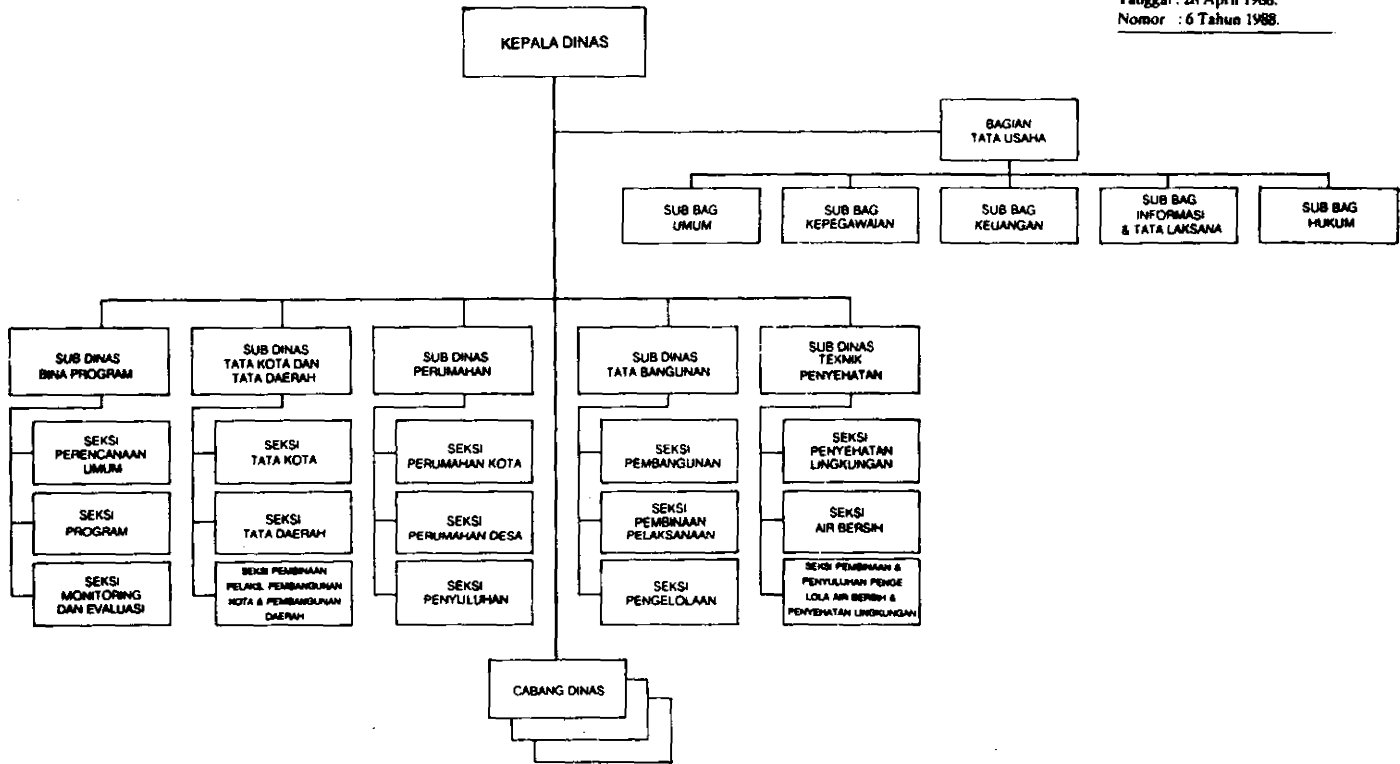 Tanggal : 28 April 1988.
Nomor : 6 Tahun 1988.
KEPALA DINAS
BAGIAN
TATA USAHA
SUB BAG
UMUM
SUB BAG
KEPEGAWAIAN
SUB BAG
KEUANGAN
SUB BAG
INFORMASI
& TATA LAKSANA
SUB BAG
HUKUM
SUB DINAS
BINA PROGRAM
SUB DINAS
TATA KOTA DAN
TATA DAERAH
SUB DINAS
PERUMAHAN
SUB DINAS
TATA BANGUNAN
SUB DINAS
TEKNIK
PENYEHATAN
SEKSI
PERENCANAAN
UMUM
SEKSI
TATA KOTA
SEKSI
PERUMAHAN KOTA
SEKSI
PEMBANGUNAN
SEKSI
PENYEHATAN
LINGKUNGAN
SEKSI
PROGRAM
SEKSI
TATA DAERAH
SEKSI
PERUMAHAN DESA
SEKSI
PEMBINAAN
PELAKSANAAN
SEKSI
AIR BERSIH
SEKSI
MONITORING
DAN EVALUASI
SEKSI PEMBINAAN
PELAKS. PEMBANGUNAN
KOTA & PEMBANGUNAN
DAERAH
SEKSI
PENYULUHAN
SEKSI
PENGELOLAAN
SEKSI PEMBINAAN &
PENYULUHAN PENGE
LOLA AIR BERSIH &
PENYEHATAN LINGKUNGAN
CABANG DINAS